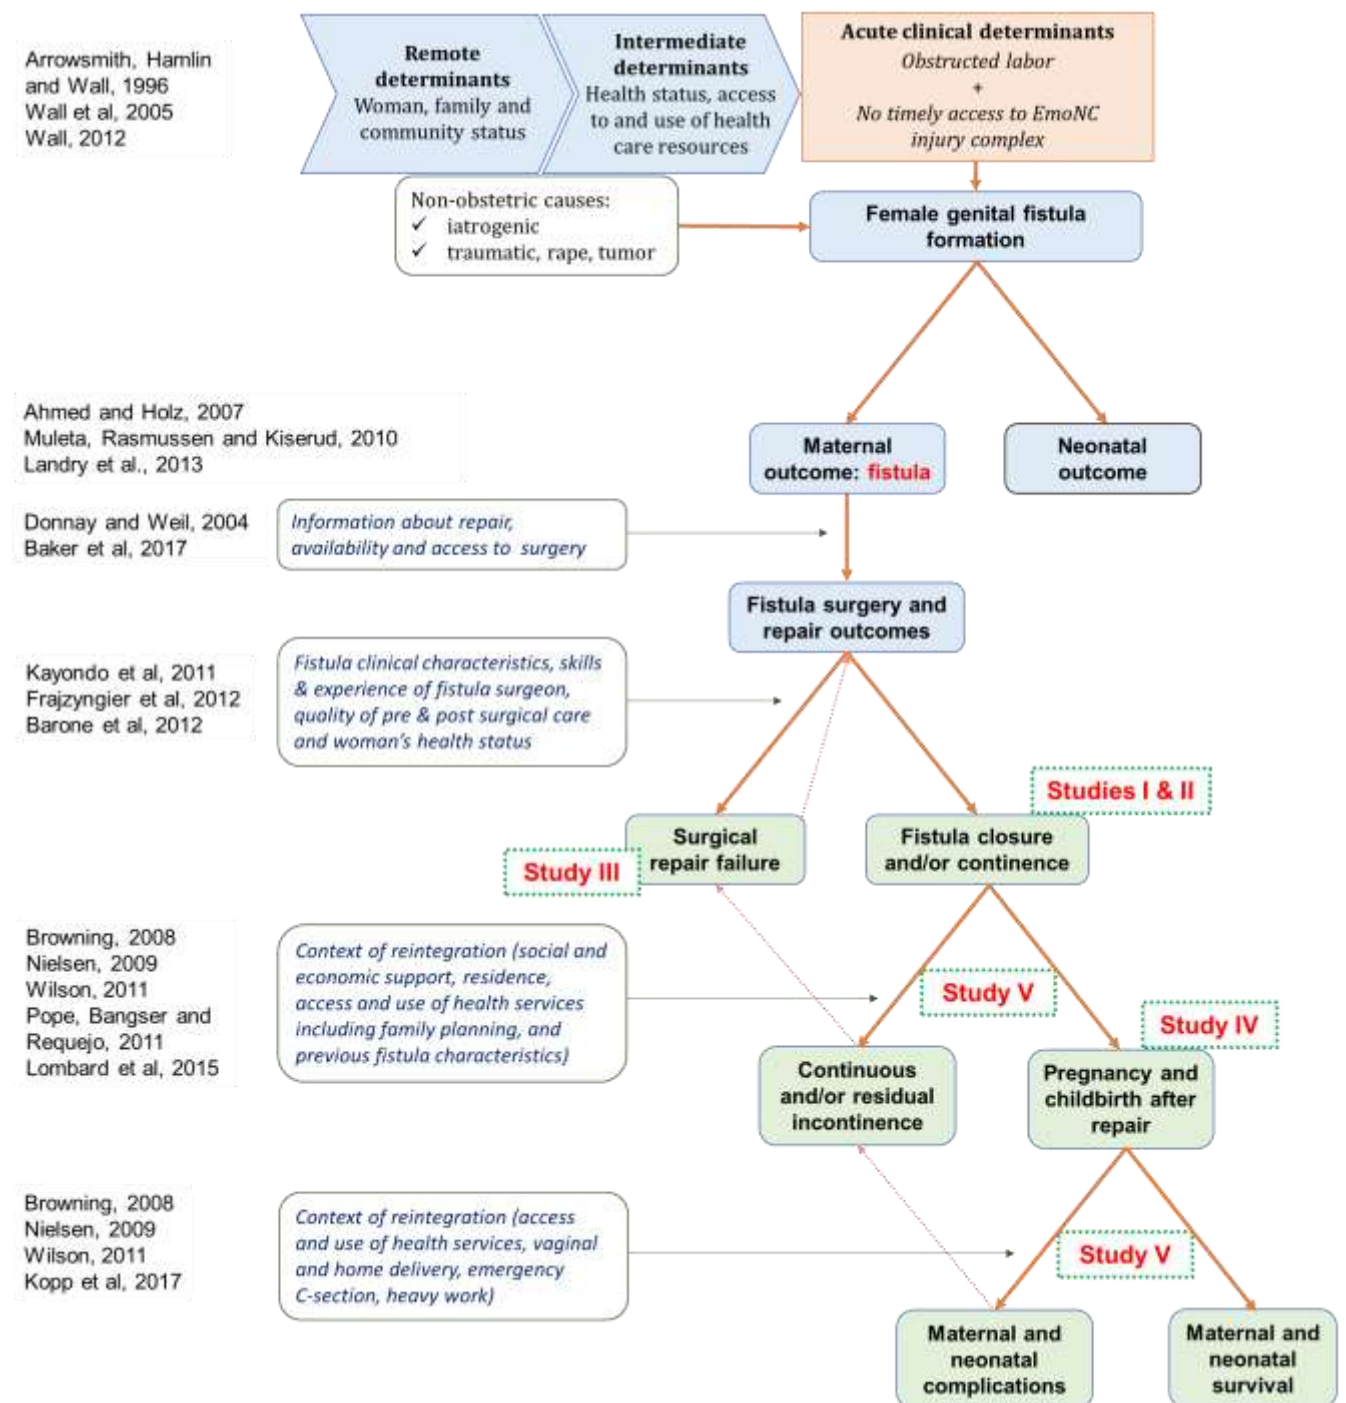 Arrowsmith, Hamlin
and Wall, 1996
Wall et al, 2005
Wall, 2012
Remote
determinants
Woman, family and
community status
Intermediate
determinants
Health status, access
to and use of health
care resources
Acute clinical determinants
Obstructed labor
+
No timely access to EmoNC
injury complex
Non-obstetric causes:
✓ iatrogenic
✓ traumatic, rape, tumor
Female genital fistula
formation
Ahmed and Holz, 2007
Muleta, Rasmussen and Kiserud, 2010
Landry et al., 2013
Maternal
outcome: fistula
Neonatal
outcome
Donnay and Weil, 2004
Baker et al, 2017
Information about repair,
availability and access to surgery
Fistula surgery and
repair outcomes
Kayondo et al, 2011
Frajzyngier et al, 2012
Barone et al, 2012
Fistula clinical characteristics, skills
& experience of fistula surgeon,
quality of pre & post surgical care
and woman's health status
Studies I & II
Surgical
repair failure
Fistula closure
and/or continence
Study III
Browning, 2008
Nielsen, 2009
Wilson, 2011
Pope, Bangser and
Requejo, 2011
Lombard et al, 2015
Context of reintegration (social and
economic support, residence,
access and use of health services
including family planning, and
previous fistula characteristics)
Study V
Study IV
Continuous
and/or residual
incontinence
Pregnancy and
childbirth after
repair
Browning, 2008
Nielsen, 2009
Wilson, 2011
Kopp et al, 2017
Context of reintegration (access
and use of health services, vaginal
and home delivery, emergency
C-section, heavy work)
Study V
Maternal and
neonatal
complications
Maternal and
neonatal
survival